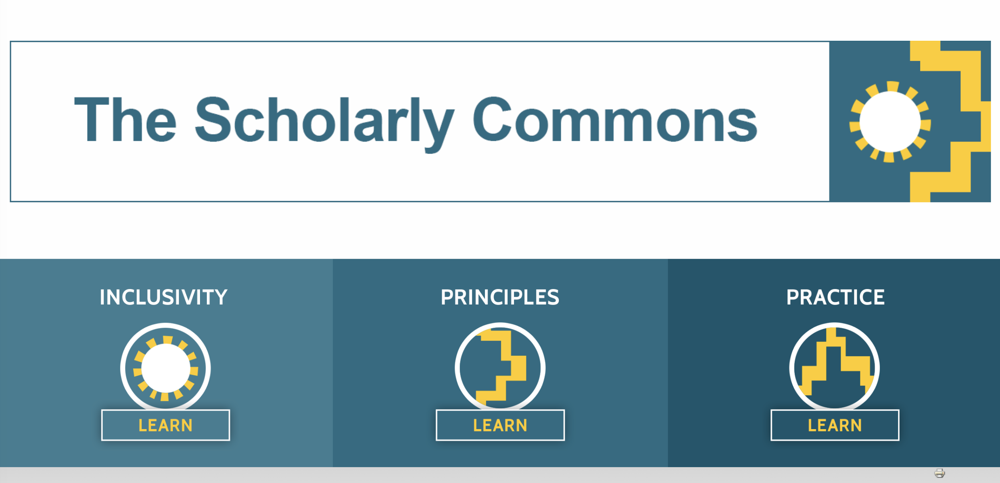 The Scholarly Commons
INCLUSIVITY
PRINCIPLES
PRACTICE
LEARN
LEARN
LEARN